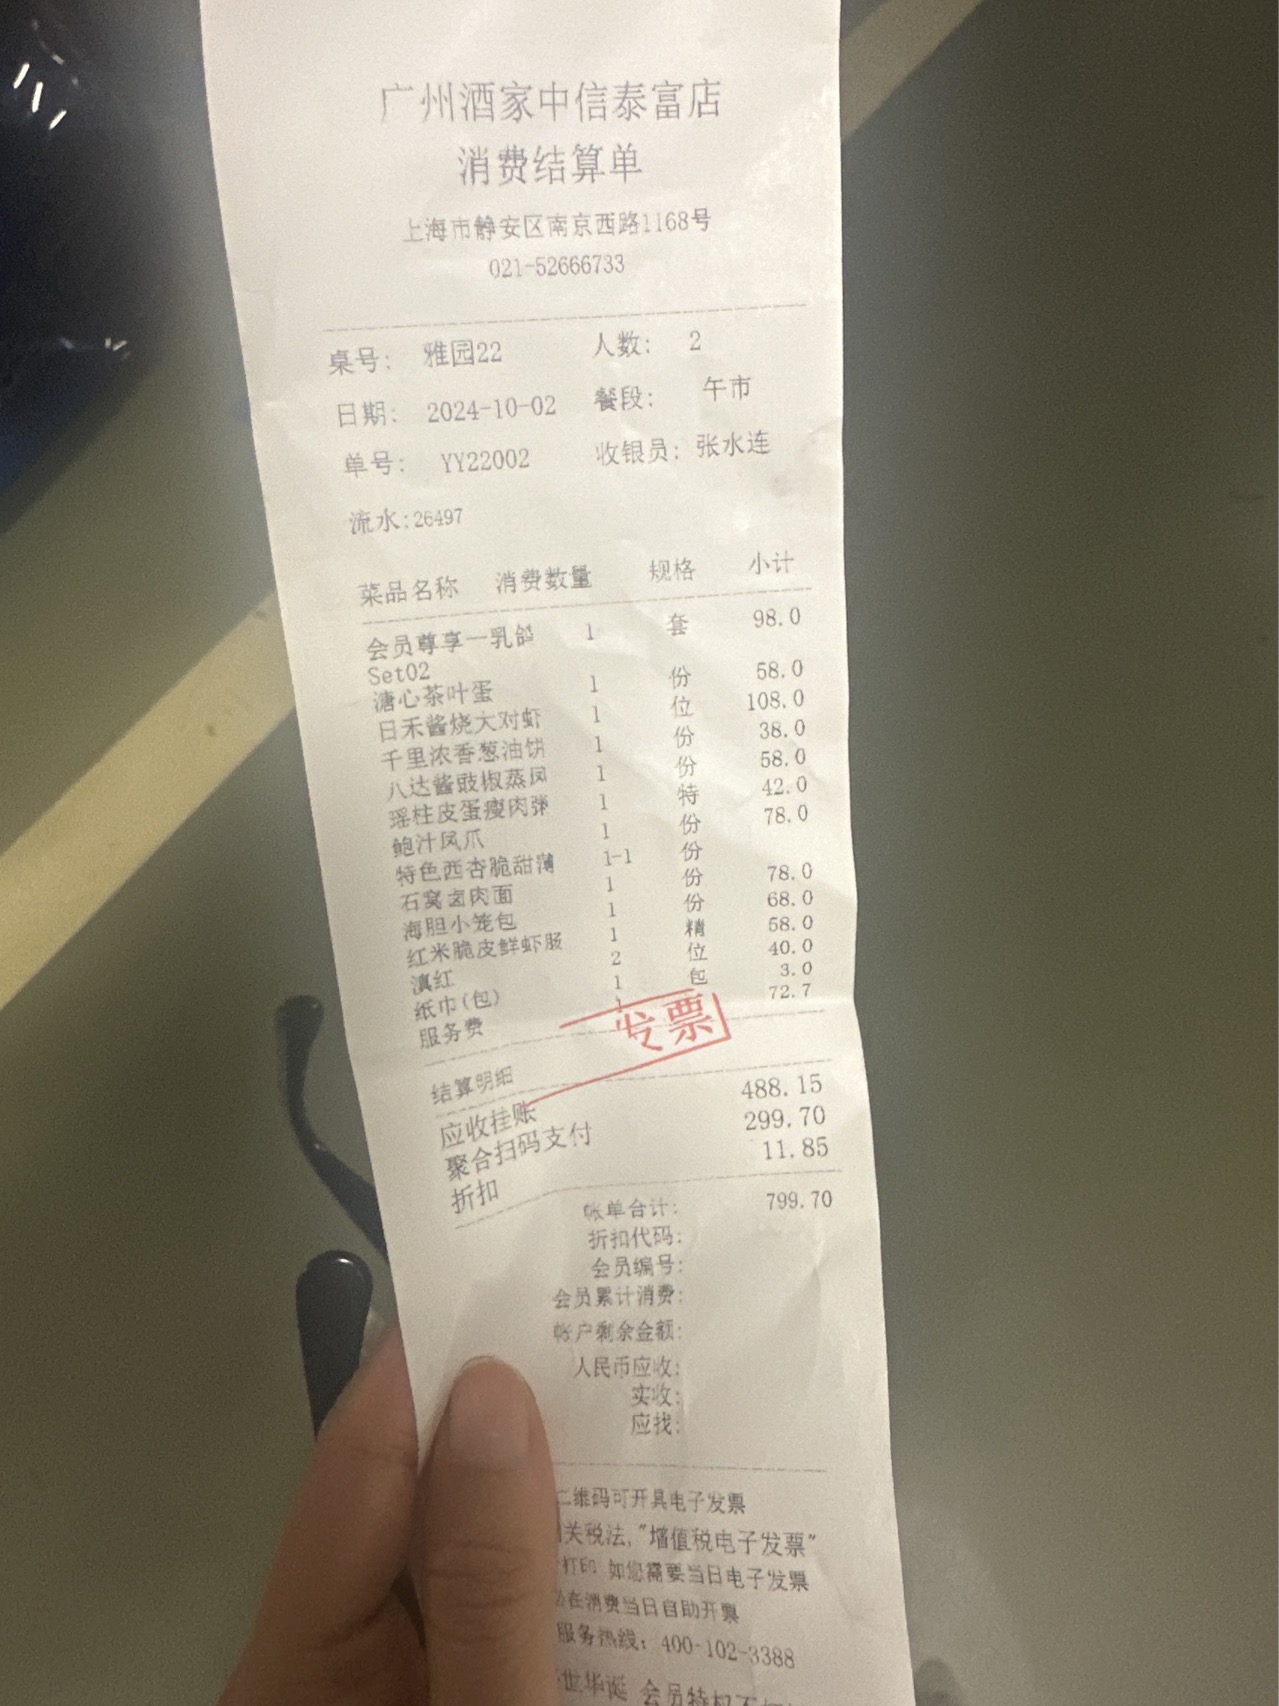 广州酒家中信泰富店
消费结算单
上海市静安区南京西路1168号
021-52666733
桌号: 雅园22 人数: 2
日期: 2024-10-02 餐段: 午市
单号: YY22002 收银员: 张水连
流水:26497
菜品名称 消费数量 规格 小计
会员尊享一乳鸽 1 套 98.0
Set02
溏心茶叶蛋 1 份 58.0
日禾酱烧大对虾 1 位 108.0
千里浓香葱油饼 1 份 38.0
八达酱豉椒蒸凤 1 份 58.0
瑶柱皮蛋瘦肉粥 1 特 42.0
鲍汁凤爪 1 份 78.0
特色西杏脆甜薄 1-1 份
石窝卤肉面 1 份 78.0
海胆小笼包 1 份 68.0
红米脆皮鲜虾肠 1 精 58.0
滇红 2 位 40.0
纸巾(包) 1 包 3.0
服务费 1 72.7
发票
结算明细
应收挂账 488.15
聚合扫码支付 299.70
折扣 11.85
帐单合计: 799.70
折扣代码:
会员编号:
会员累计消费:
帐户剩余金额:
人民币应收:
实收:
应找:
二维码可开具电子发票
关税法,"增值税电子发票"
打印 如您需要当日电子发票
在消费当日自助开票
服务热线: 400-102-3388
世华诞 会员特权